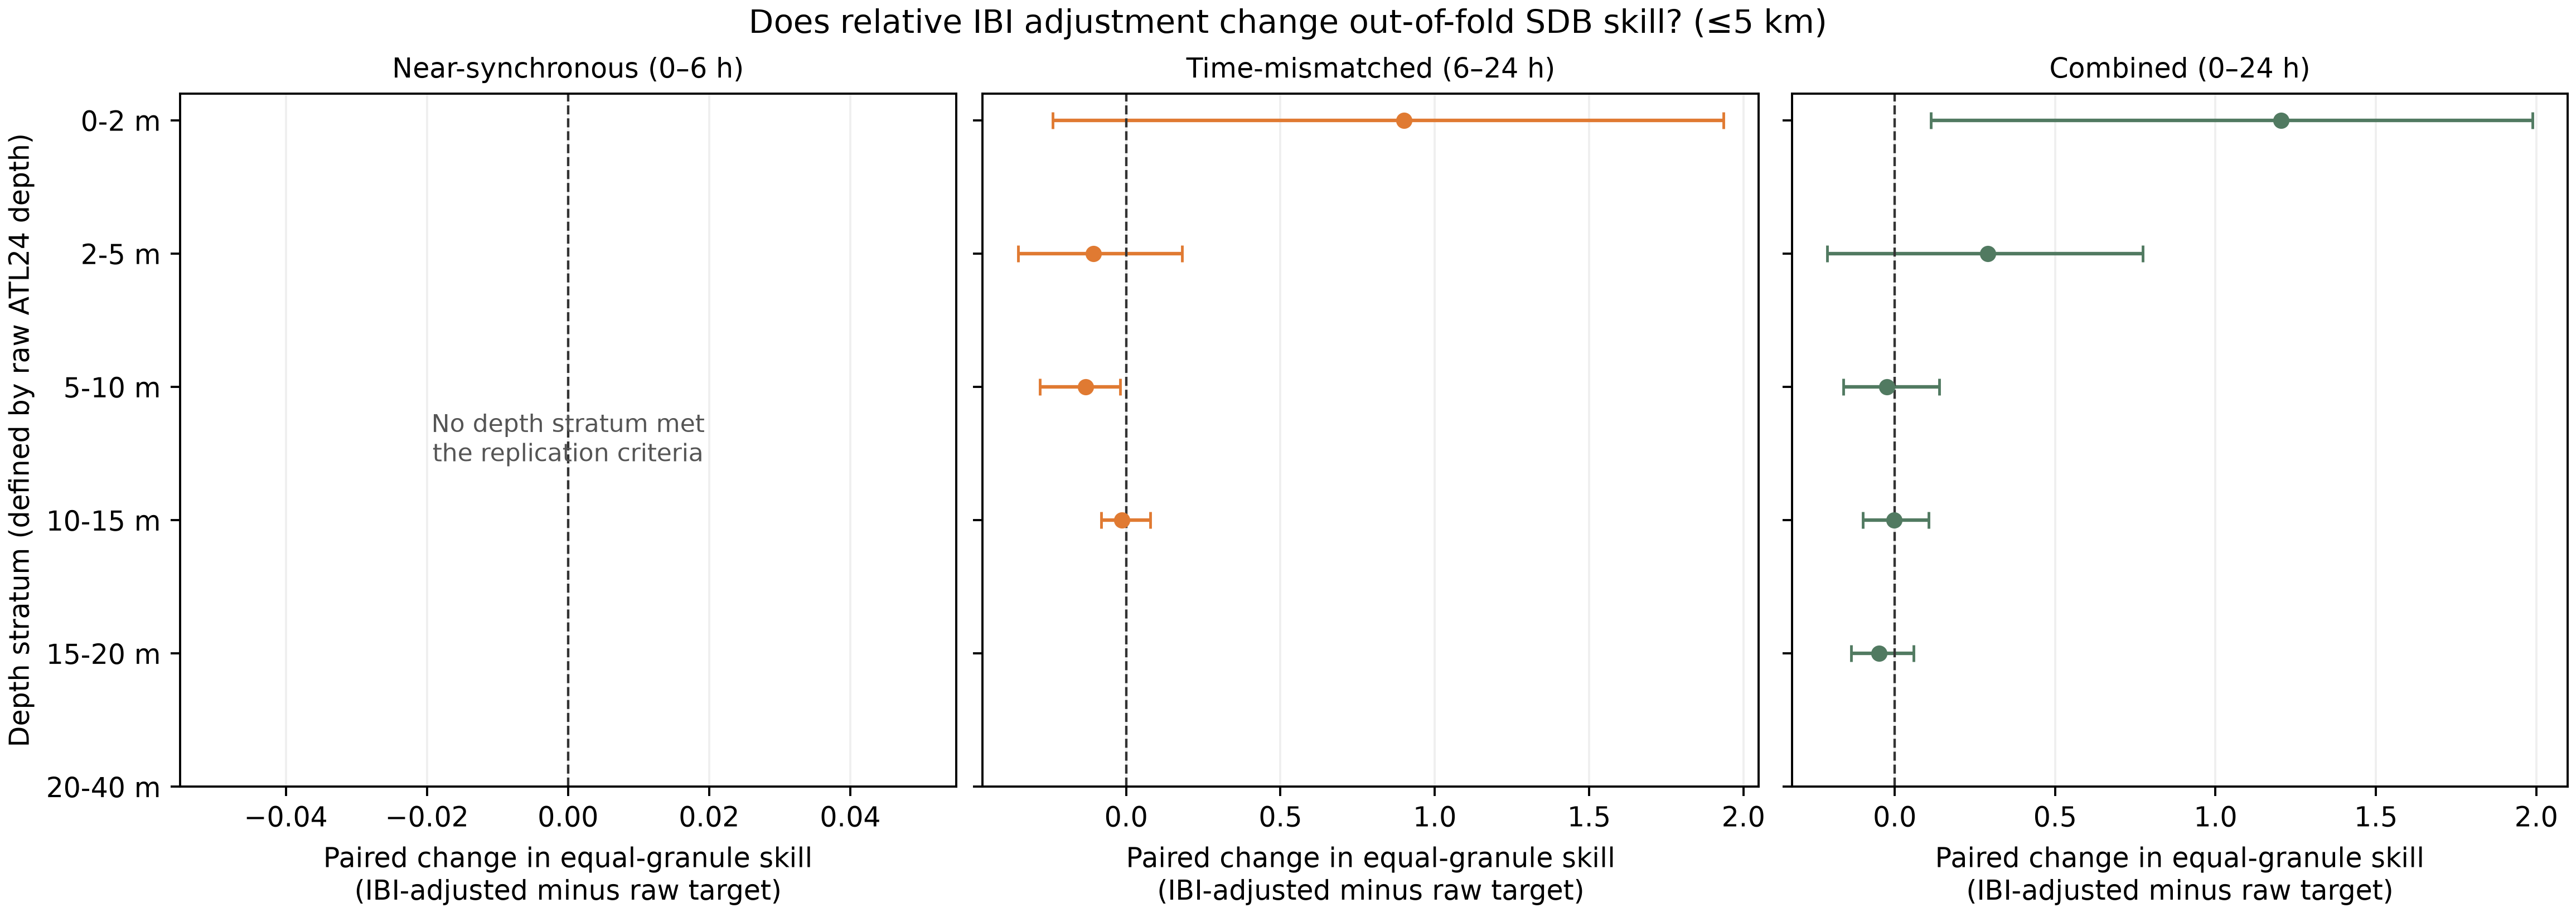 Does relative IBI adjustment change out-of-fold SDB skill? (≤5 km)
Near-synchronous (0–6 h)
Time-mismatched (6–24 h)
Combined (0–24 h)
Depth stratum (defined by raw ATL24 depth)
0-2 m
2-5 m
5-10 m
10-15 m
15-20 m
20-40 m
No depth stratum met
the replication criteria
−0.04 −0.02 0.00 0.02 0.04
0.0 0.5 1.0 1.5 2.0
0.0 0.5 1.0 1.5 2.0
Paired change in equal-granule skill
(IBI-adjusted minus raw target)
Paired change in equal-granule skill
(IBI-adjusted minus raw target)
Paired change in equal-granule skill
(IBI-adjusted minus raw target)